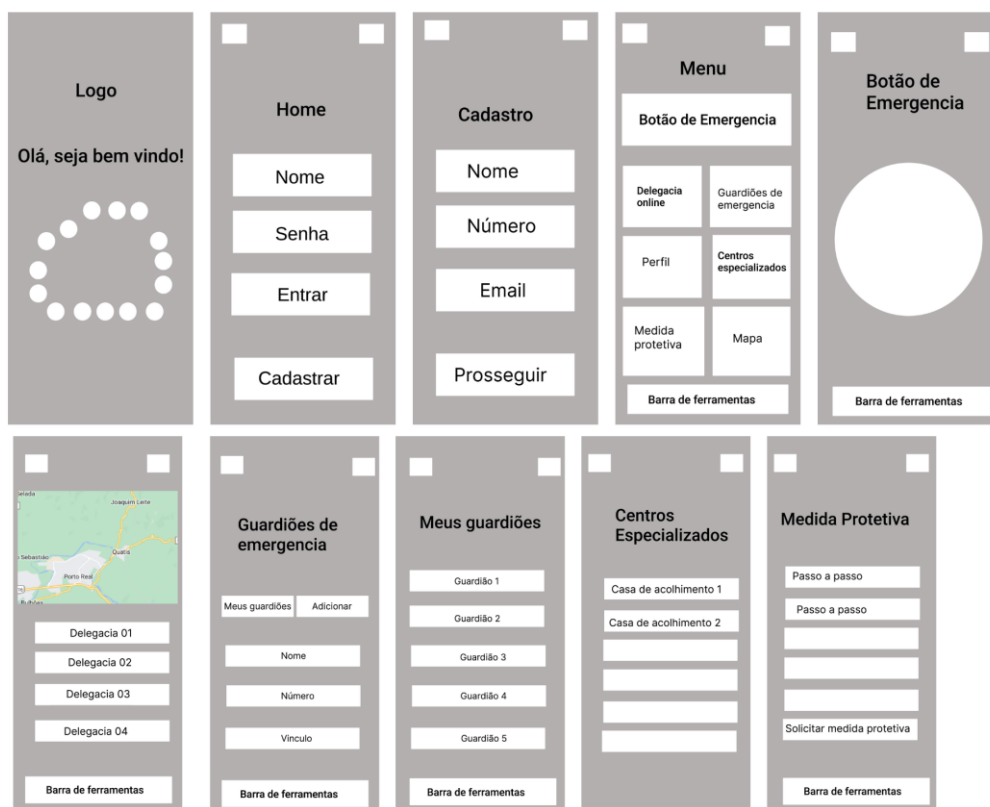 Logo
Olá, seja bem vindo!
Home
Nome
Senha
Entrar
Cadastrar
Cadastro
Nome
Número
Email
Prosseguir
Menu
Botão de Emergencia
Delegacia
online
Guardiões de
emergencia
Perfil
Centros
especializados
Medida
protetiva
Mapa
Barra de ferramentas
Botão de
Emergencia
Barra de ferramentas
Joaquim Leite
Quatis
Sebastião
Porto Real
Delegacia 01
Delegacia 02
Delegacia 03
Delegacia 04
Barra de ferramentas
Guardiões de
emergencia
Meus guardiões
Adicionar
Nome
Número
Vinculo
Barra de ferramentas
Meus guardiões
Guardião 1
Guardião 2
Guardião 3
Guardião 4
Guardião 5
Barra de ferramentas
Centros
Especializados
Casa de acolhimento 1
Casa de acolhimento 2
Medida Protetiva
Passo a passo
Passo a passo
Solicitar medida protetiva
Barra de ferramentas